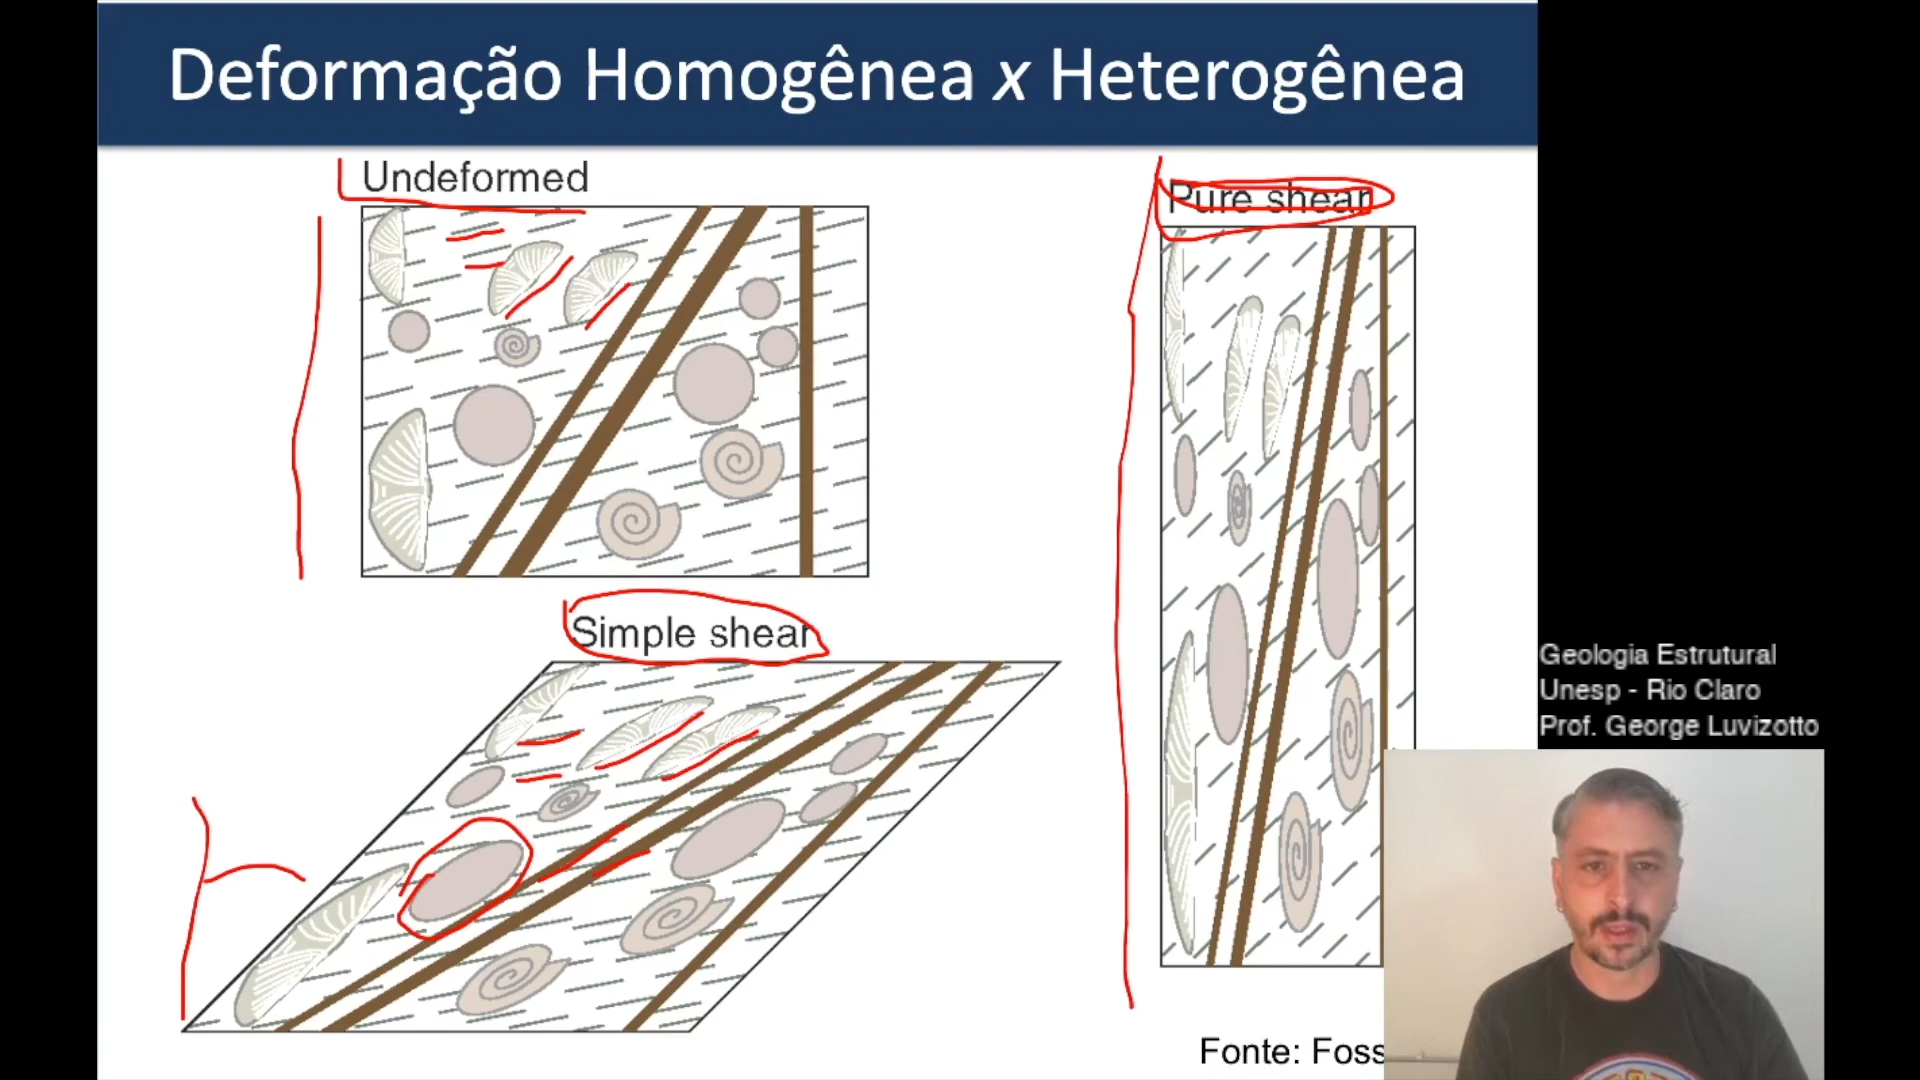 Deformação Homogênea x Heterogênea
Undeformed
Pure shear
Simple shear
Geologia Estrutural
Unesp - Rio Claro
Prof. George Luvizotto
Fonte: Foss